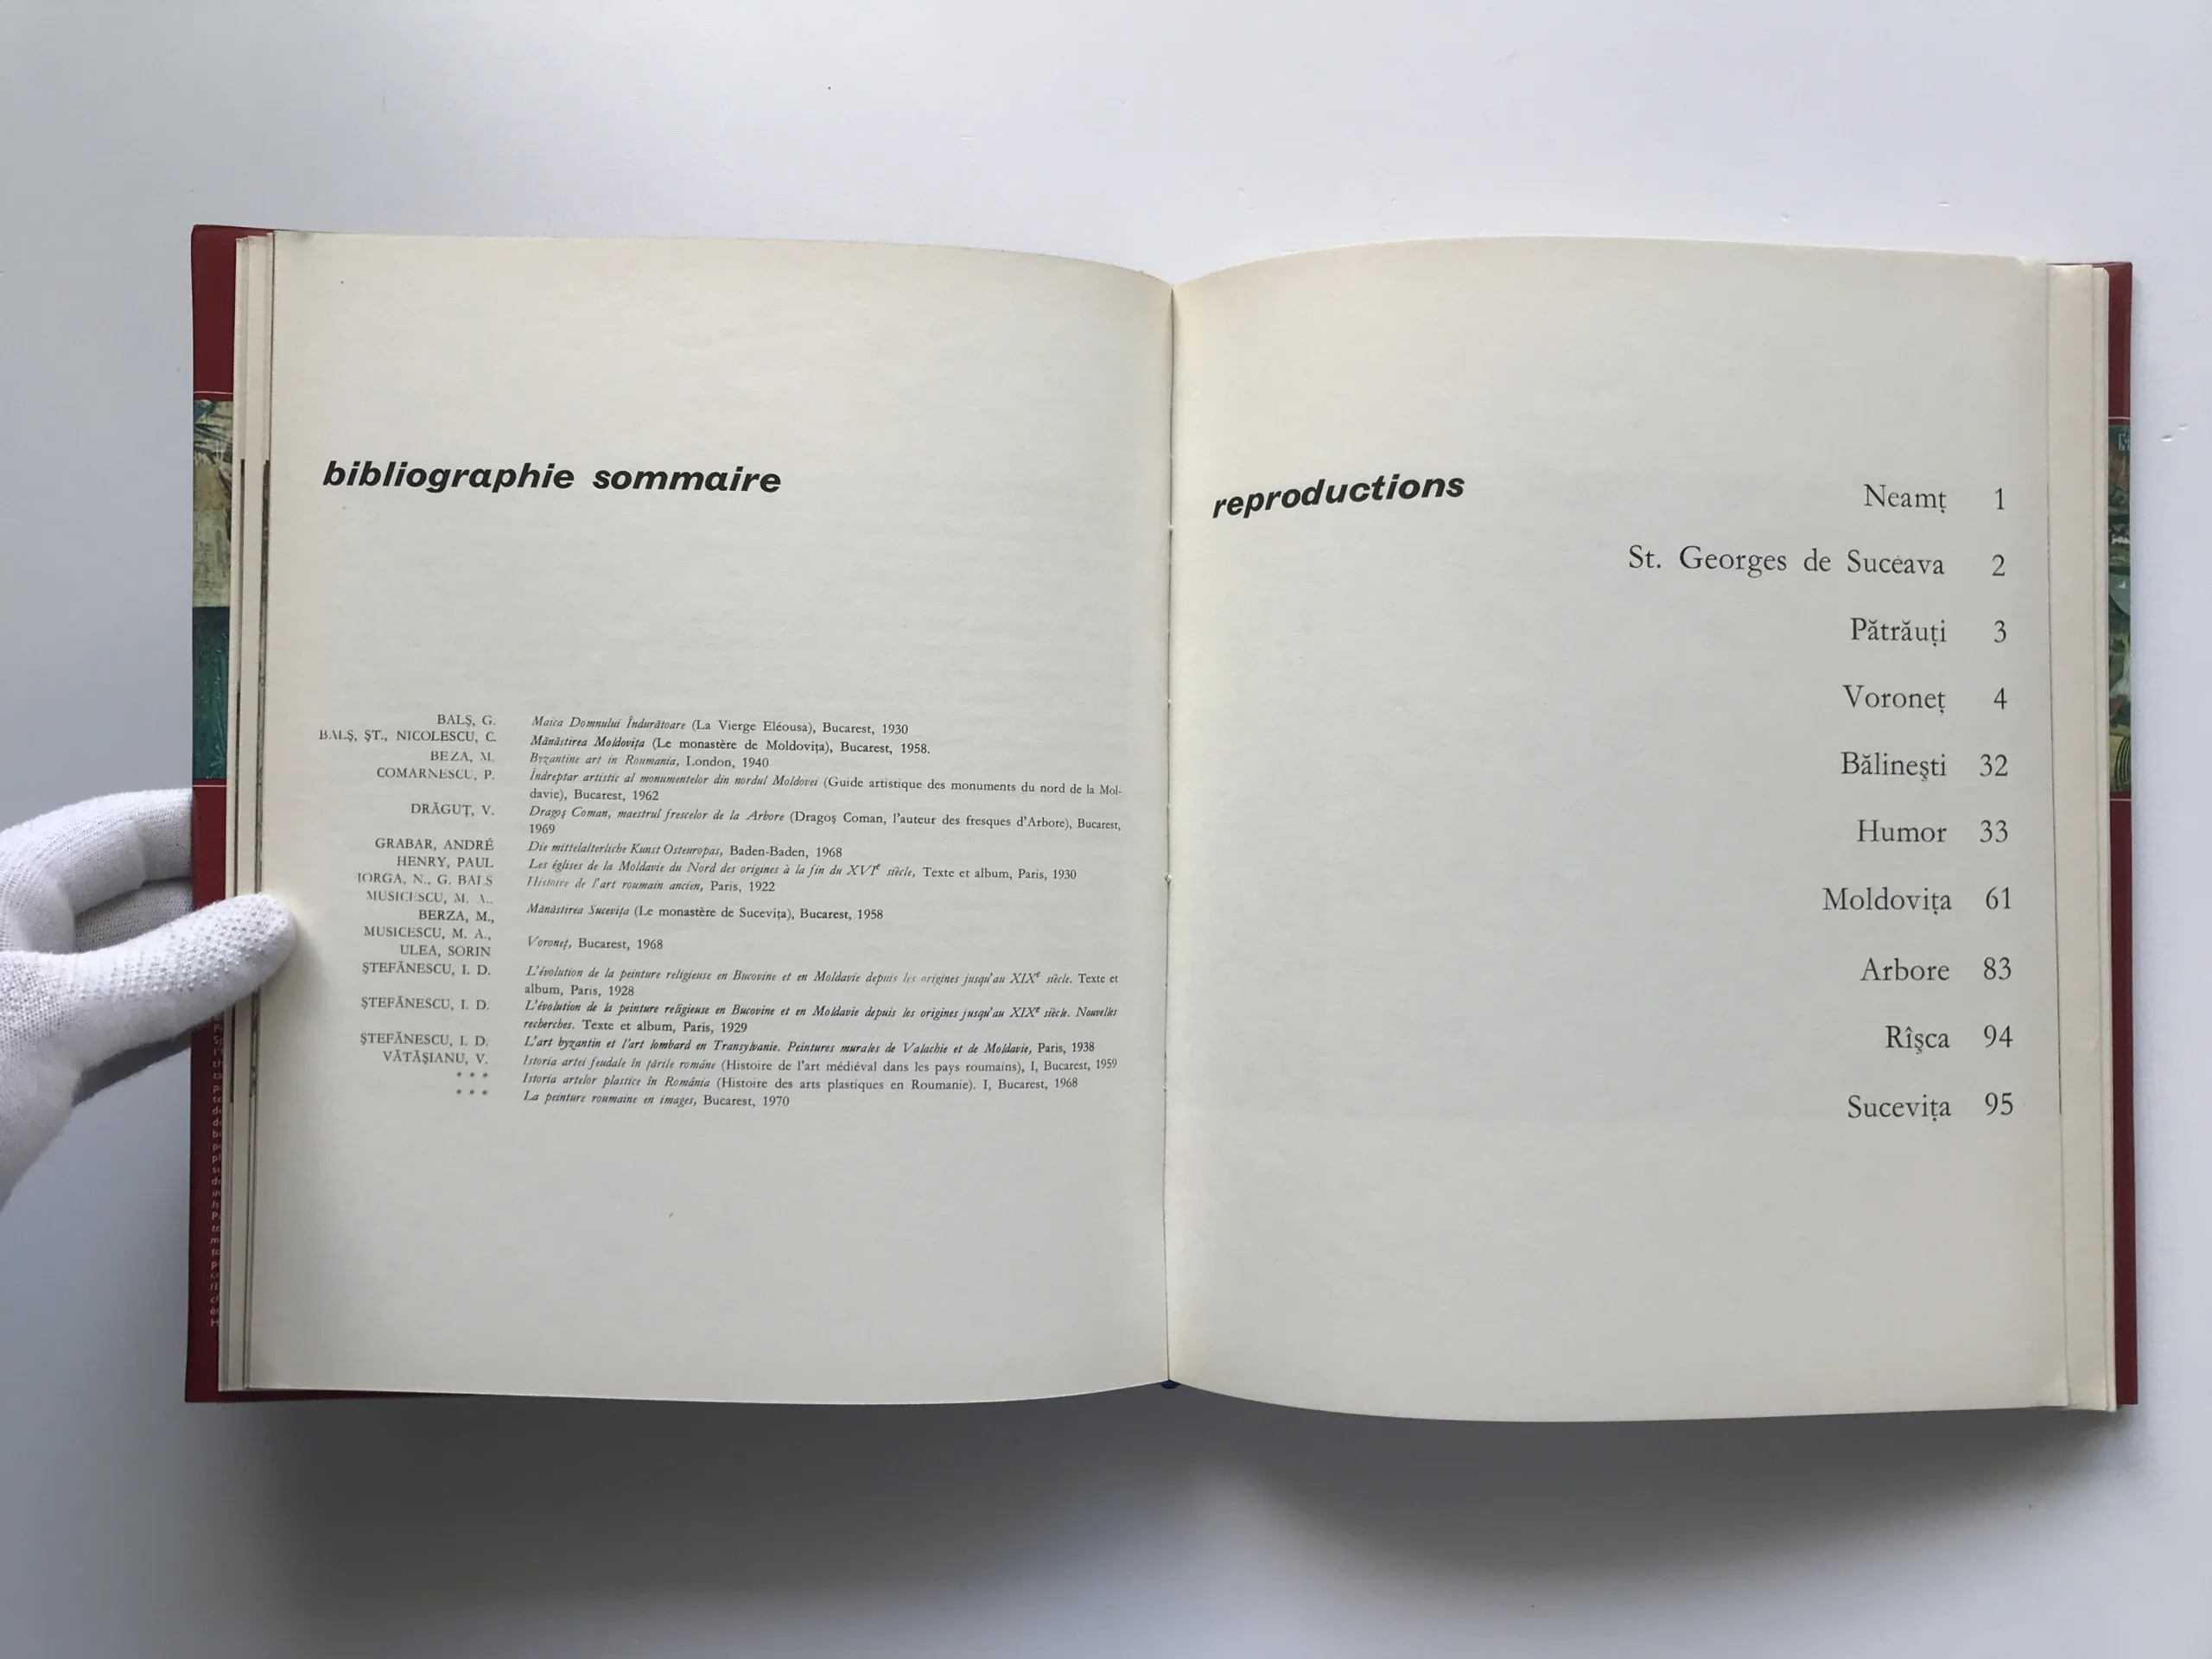 bibliographie sommaire
BALŞ, G. Maica Domnului Îndurătoare (La Vierge Eléousa), Bucarest, 1930
BALŞ, ŞT., NICOLESCU, C. Mănăstirea Moldoviţa (Le monastère de Moldoviţa), Bucarest, 1958.
BEZA, M. Byzantine art in Roumania, London, 1940
COMARNESCU, P. Îndreptar artistic al monumentelor din nordul Moldovei (Guide artistique des monuments du nord de la Mol-
davie), Bucarest, 1962
DRĂGUŢ, V. Dragoş Coman, maestrul frescelor de la Arbore (Dragoş Coman, l'auteur des fresques d'Arbore), Bucarest,
1969
GRABAR, ANDRÉ Die mittelalterliche Kunst Osteuropas, Baden-Baden, 1968
HENRY, PAUL Les églises de la Moldavie du Nord des origines à la fin du XVIe siècle, Texte et album, Paris, 1930
IORGA, N., G. BALS Histoire de l'art roumain ancien, Paris, 1922
MUSICESCU, M. A.,
BERZA, M., Mănăstirea Suceviţa (Le monastère de Suceviţa), Bucarest, 1958
MUSICESCU, M. A.,
ULEA, SORIN Voroneţ, Bucarest, 1968
ŞTEFĂNESCU, I. D. L'évolution de la peinture religieuse en Bucovine et en Moldavie depuis les origines jusqu'au XIXe siècle. Texte et
album, Paris, 1928
ŞTEFĂNESCU, I. D. L'évolution de la peinture religieuse en Bucovine et en Moldavie depuis les origines jusqu'au XIXe siècle. Nouvelles
recherches. Texte et album, Paris, 1929
ŞTEFĂNESCU, I. D. L'art byzantin et l'art lombard en Transylvanie. Peintures murales de Valachie et de Moldavie, Paris, 1938
VĂTĂŞIANU, V. Istoria artei feudale în ţările române (Histoire de l'art médiéval dans les pays roumains), I, Bucarest, 1959
* * * Istoria artelor plastice în România (Histoire des arts plastiques en Roumanie). I, Bucarest, 1968
* * * La peinture roumaine en images, Bucarest, 1970
reproductions
Neamţ 1
St. Georges de Suceava 2
Pătrăuţi 3
Voroneţ 4
Bălineşti 32
Humor 33
Moldoviţa 61
Arbore 83
Rîşca 94
Suceviţa 95